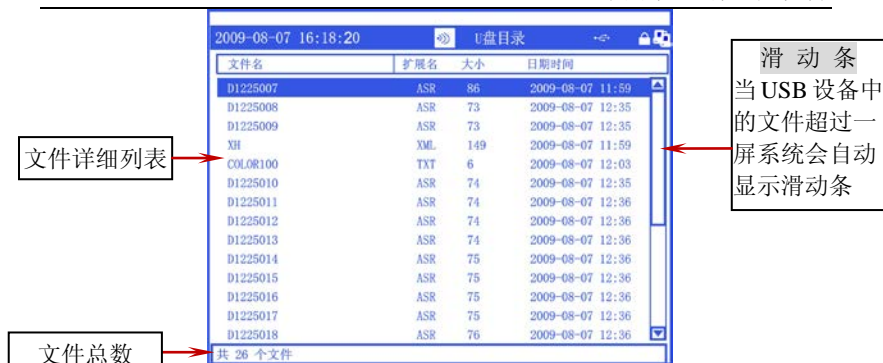 2009-08-07 16:18:20 U盘目录
文件名 扩展名 大小 日期时间
D1225007 ASR 86 2009-08-07 11:59
D1225008 ASR 73 2009-08-07 12:35
D1225009 ASR 73 2009-08-07 12:35
XH XML 149 2009-08-07 11:59
COLOR100 TXT 6 2009-08-07 12:03
D1225010 ASR 74 2009-08-07 12:35
D1225011 ASR 74 2009-08-07 12:36
D1225012 ASR 74 2009-08-07 12:36
D1225013 ASR 74 2009-08-07 12:36
D1225014 ASR 75 2009-08-07 12:36
D1225015 ASR 75 2009-08-07 12:36
D1225016 ASR 75 2009-08-07 12:36
D1225017 ASR 75 2009-08-07 12:36
D1225018 ASR 76 2009-08-07 12:36
共 26 个文件
文件详细列表
文件总数
滑 动 条
当 USB 设备中
的文件超过一
屏系统会自动
显示滑动条